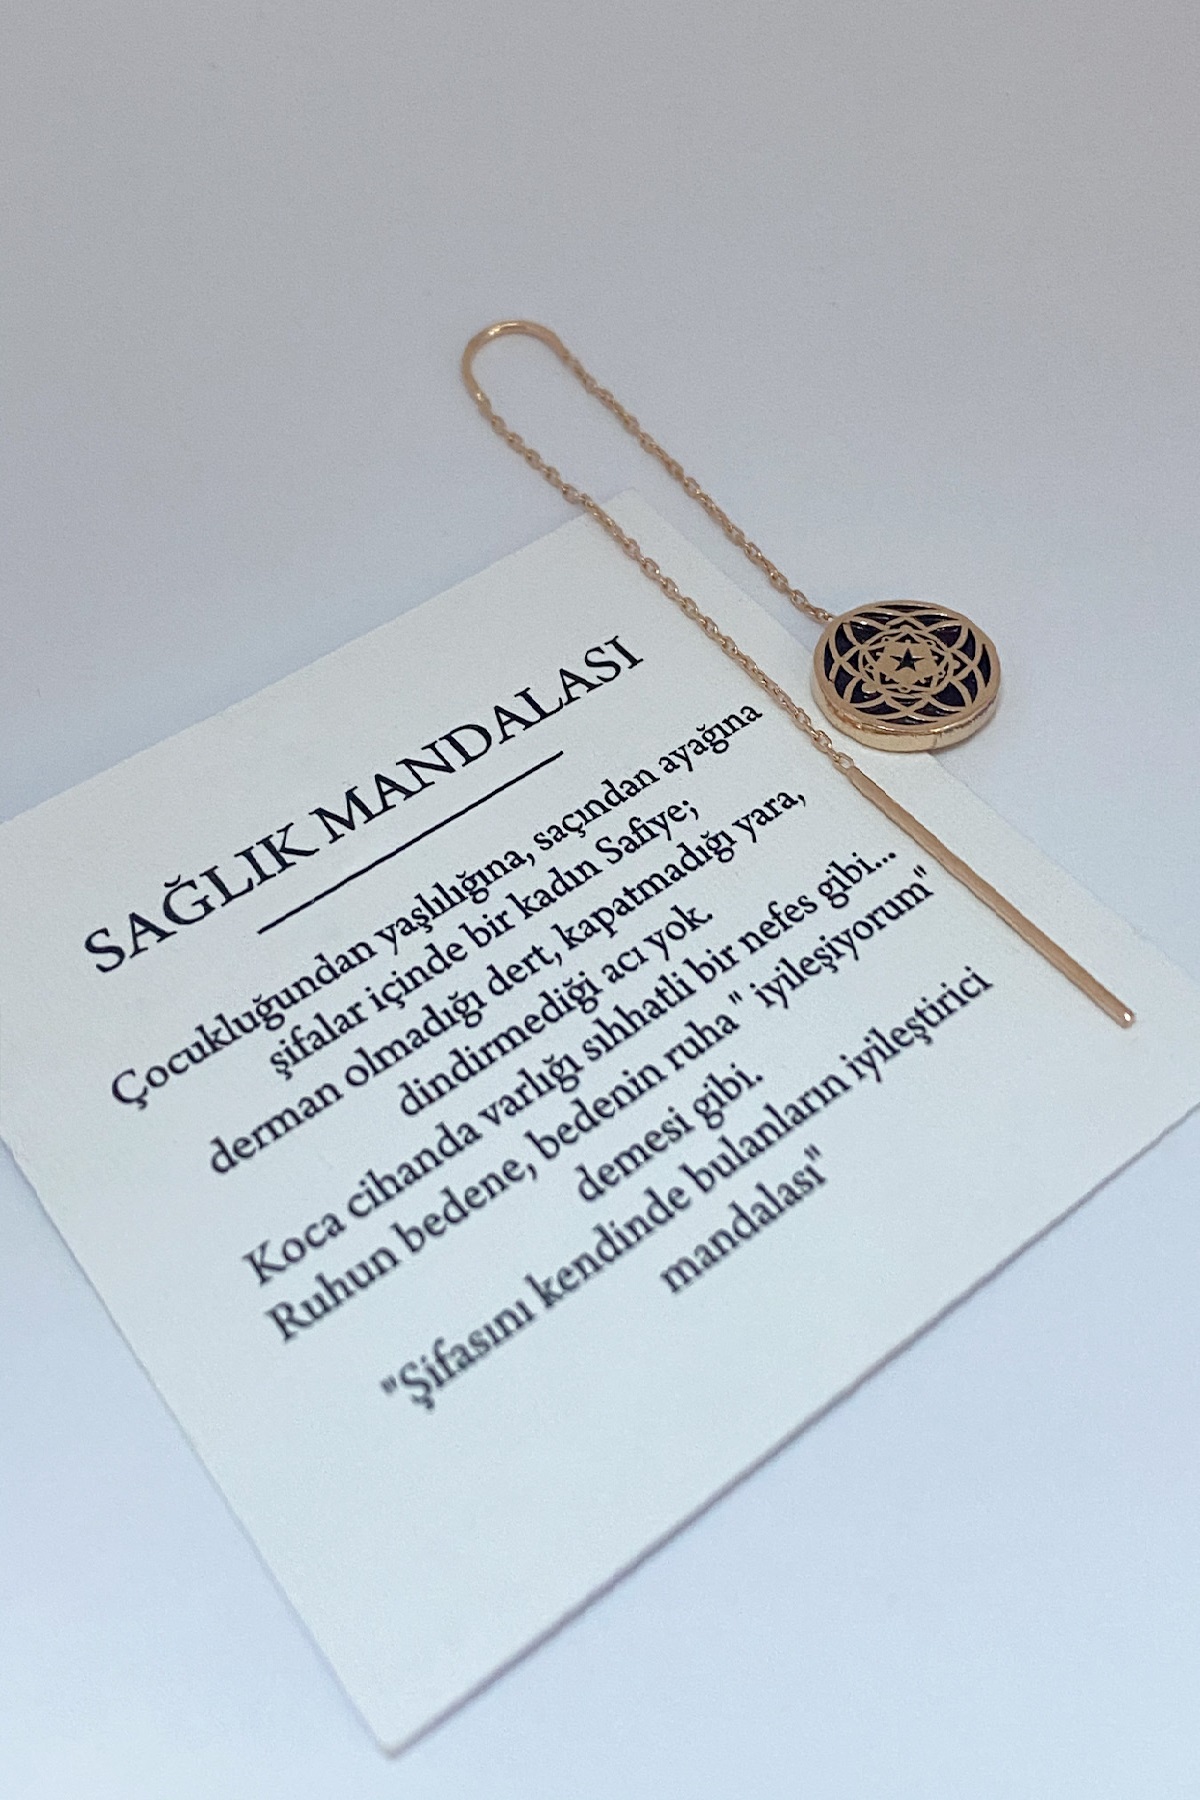 SAĞLIK MANDALASI
Çocukluğundan yaşlılığına, saçından ayağına
şifalar içinde bir kadın Safiye;
derman olmadığı dert, kapatmadığı yara,
dindirmediği acı yok.
Koca cihanda varlığı sıhhatli bir nefes gibi...
Ruhun bedene, bedenin ruha " iyileşiyorum"
demesi gibi.
"Şifasını kendinde bulanların iyileştirici
mandalası"